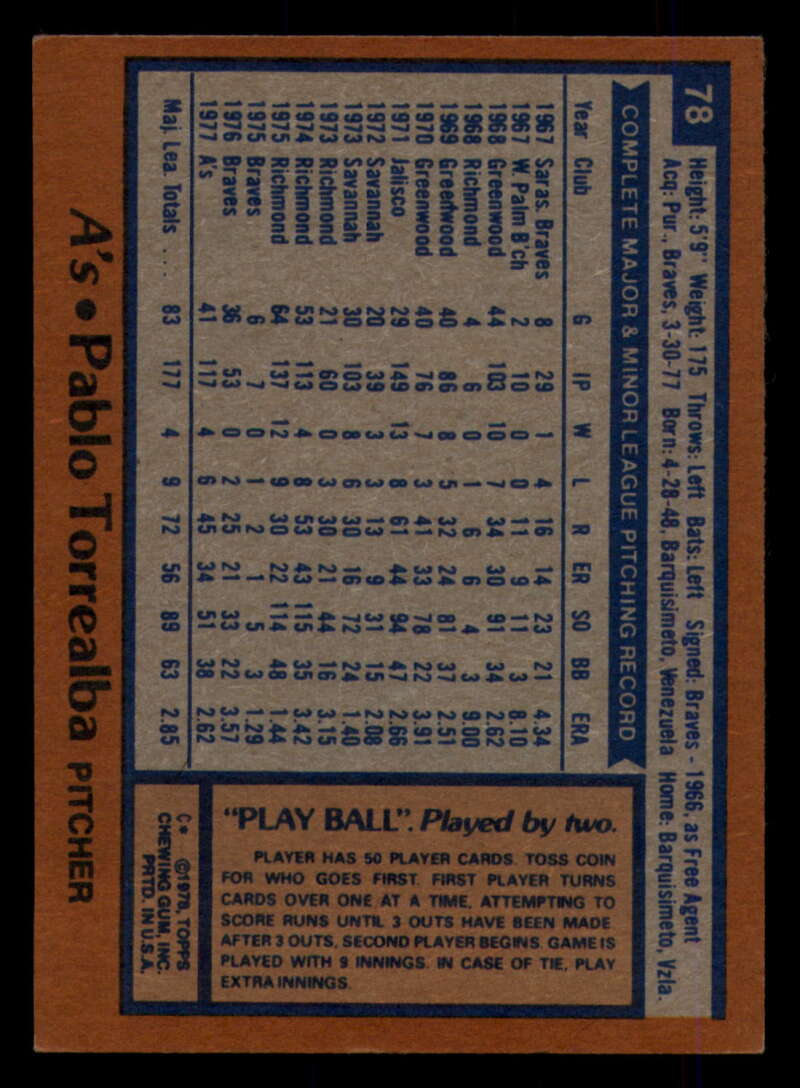 78
Height: 5'9" Weight: 175 Throws: Left Bats: Left Signed: Braves - 1966, as Free Agent
Acq: Pur., Braves, 3-30-77 Born: 4-28-48, Barquisimeto, Venezuela Home: Barquisimeto, Vzla.
COMPLETE MAJOR & MINOR LEAGUE PITCHING RECORD
Year Club G IP W L R ER SO BB ERA
1967 Saras. Braves 8 29 1 4 16 14 23 21 4.34
1967 W. Palm B'ch 2 10 0 0 11 9 11 3 8.10
1968 Greenwood 44 103 10 7 34 30 91 34 2.62
1968 Richmond 4 6 0 1 6 6 4 3 9.00
1969 Greenwood 40 86 8 5 32 24 81 37 2.51
1970 Greenwood 40 76 7 3 41 33 78 22 3.91
1971 Jalisco 29 149 13 8 61 44 94 47 2.66
1972 Savannah 20 39 3 3 13 9 31 15 2.08
1973 Savannah 30 103 8 6 30 16 72 24 1.40
1973 Richmond 21 60 0 3 30 21 44 16 3.15
1974 Richmond 53 113 4 8 53 43 115 35 3.42
1975 Richmond 64 137 12 9 30 22 114 48 1.44
1975 Braves 6 7 0 1 2 1 5 3 1.29
1976 Braves 36 53 0 2 25 21 33 22 3.57
1977 A's 41 117 4 6 45 34 51 38 2.62
Maj. Lea. Totals .... 83 177 4 9 72 56 89 63 2.85
A's • Pablo Torrealba PITCHER
"PLAY BALL". Played by two.
PLAYER HAS 50 PLAYER CARDS. TOSS COIN
FOR WHO GOES FIRST. FIRST PLAYER TURNS
CARDS OVER ONE AT A TIME, ATTEMPTING TO
SCORE RUNS UNTIL 3 OUTS HAVE BEEN MADE.
AFTER 3 OUTS, SECOND PLAYER BEGINS. GAME IS
PLAYED WITH 9 INNINGS. IN CASE OF TIE, PLAY
EXTRA INNINGS.
C* ©1978, TOPPS
CHEWING GUM, INC.
PRTD. IN U.S.A.